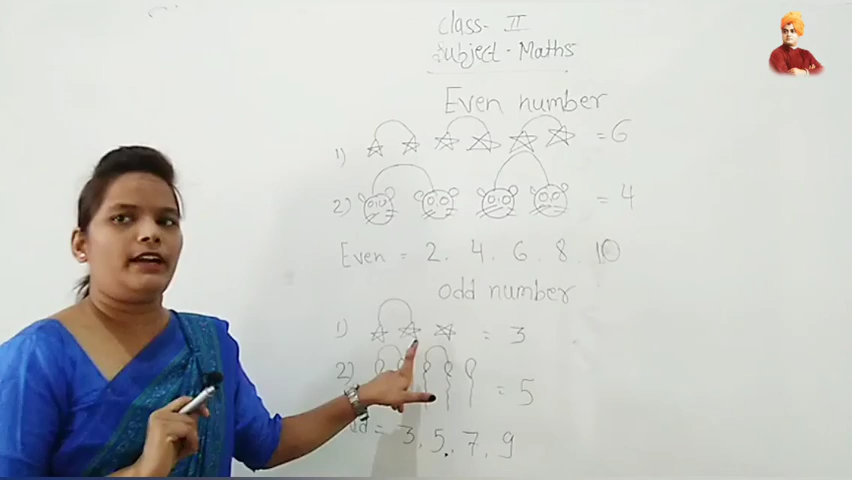 Class - II
Subject - Maths
Even number
1) = 6
2) = 4
Even = 2. 4. 6. 8. 10
odd number
1) = 3
2) = 5
= 3, 5, 7, 9